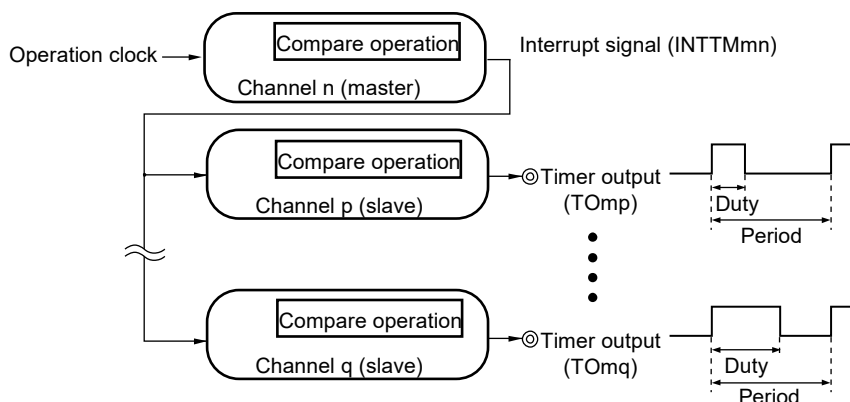 Compare operation
Operation clock
Interrupt signal (INTTMmn)
Channel n (master)
Compare operation
Channel p (slave)
Timer output
(TOmp)
Duty
Period
Compare operation
Channel q (slave)
Timer output
(TOmq)
Duty
Period